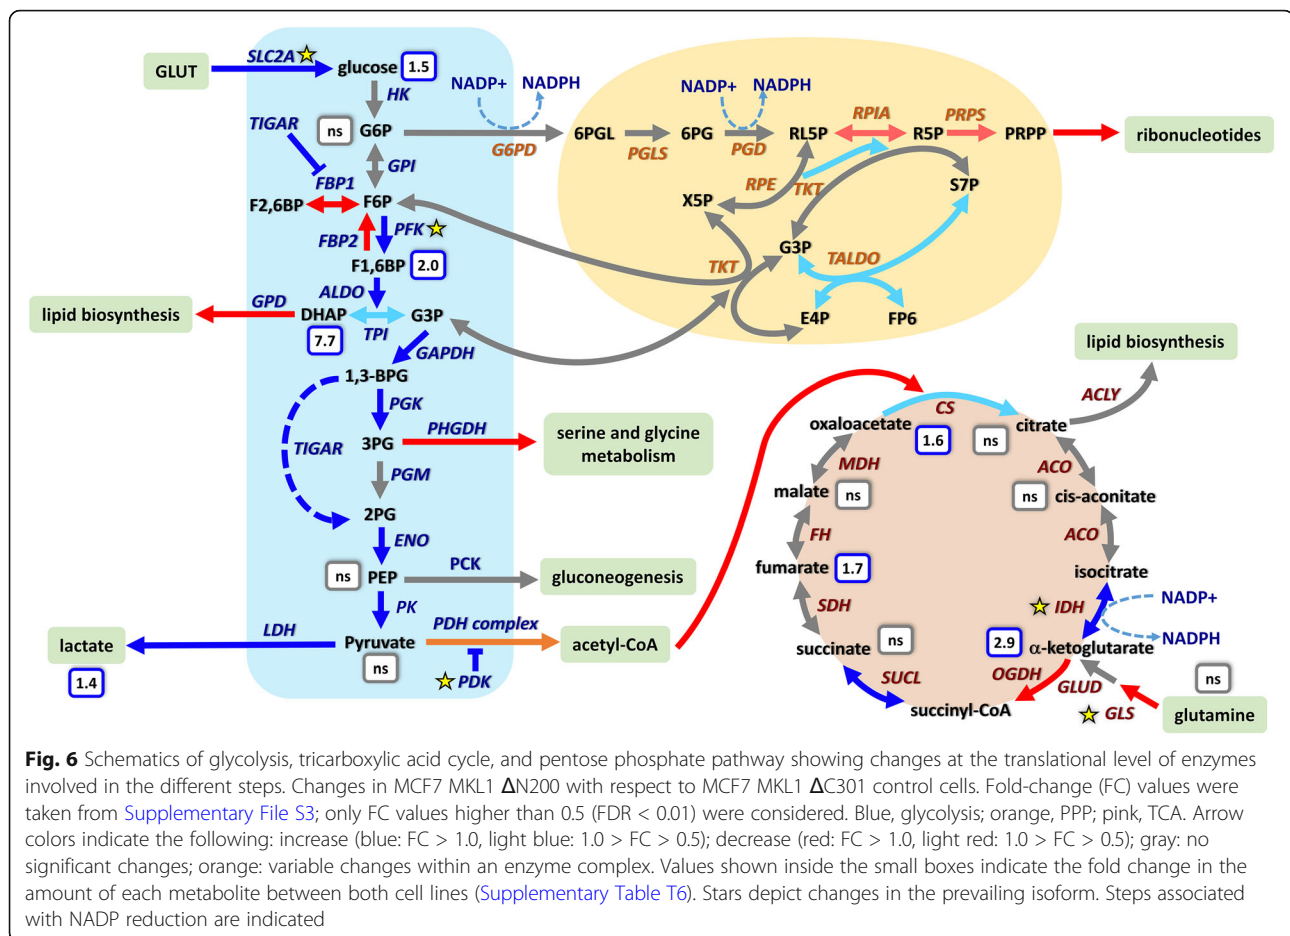 SLC2A
GLUT
glucose
1.5
HK
NADP+
NADPH
NADP+
NADPH
RPIA
PRPS
TIGAR
ns
G6P
G6PD
6PGL
PGLS
6PG
PGD
RL5P
R5P
PRPP
ribonucleotides
GPI
FBP1
RPE
TKT
S7P
F2,6BP
F6P
X5P
FBP2
PFK
G3P
TALDO
F1,6BP
2.0
TKT
ALDO
GPD
lipid biosynthesis
DHAP
TPI
G3P
E4P
FP6
7.7
GAPDH
lipid biosynthesis
1,3-BPG
PGK
CS
ACLY
TIGAR
3PG
PHGDH
serine and glycine
metabolism
oxaloacetate
1.6
ns
citrate
PGM
MDH
ACO
malate
ns
ns
cis-aconitate
2PG
ENO
FH
ACO
ns
PEP
PCK
gluconeogenesis
fumarate
1.7
isocitrate
PK
SDH
IDH
NADP+
NADPH
LDH
lactate
1.4
Pyruvate
ns
PDH complex
acetyl-CoA
PDK
succinate
ns
2.9
α-ketoglutarate
SUCL
OGDH
GLUD
ns
succinyl-CoA
GLS
glutamine
Fig. 6 Schematics of glycolysis, tricarboxylic acid cycle, and pentose phosphate pathway showing changes at the translational level of enzymes
involved in the different steps. Changes in MCF7 MKL1 ΔN200 with respect to MCF7 MKL1 ΔC301 control cells. Fold-change (FC) values were
taken from Supplementary File S3; only FC values higher than 0.5 (FDR < 0.01) were considered. Blue, glycolysis; orange, PPP; pink, TCA. Arrow
colors indicate the following: increase (blue: FC > 1.0, light blue: 1.0 > FC > 0.5); decrease (red: FC > 1.0, light red: 1.0 > FC > 0.5); gray: no
significant changes; orange: variable changes within an enzyme complex. Values shown inside the small boxes indicate the fold change in the
amount of each metabolite between both cell lines (Supplementary Table T6). Stars depict changes in the prevailing isoform. Steps associated
with NADP reduction are indicated